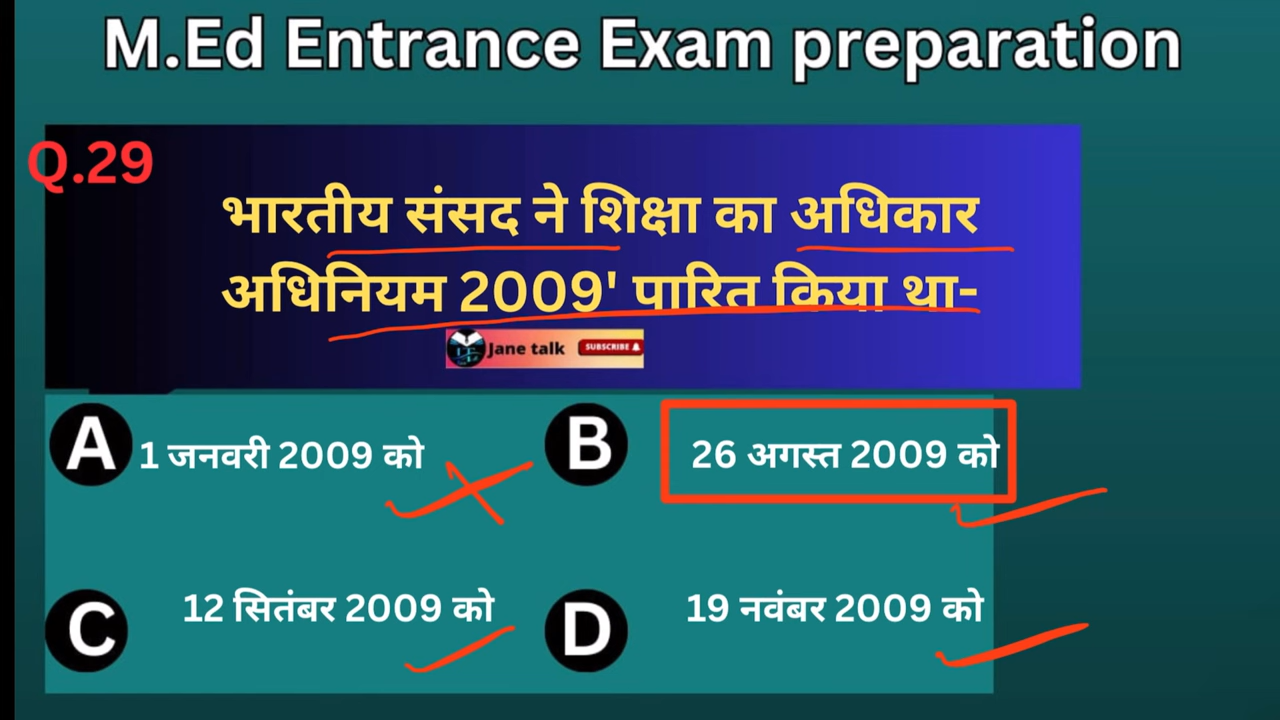 M.Ed Entrance Exam preparation
Q.29
भारतीय संसद ने शिक्षा का अधिकार
अधिनियम 2009' पारित किया था-
Jane talk SUBSCRIBE
A 1 जनवरी 2009 को
B 26 अगस्त 2009 को
C 12 सितंबर 2009 को
D 19 नवंबर 2009 को